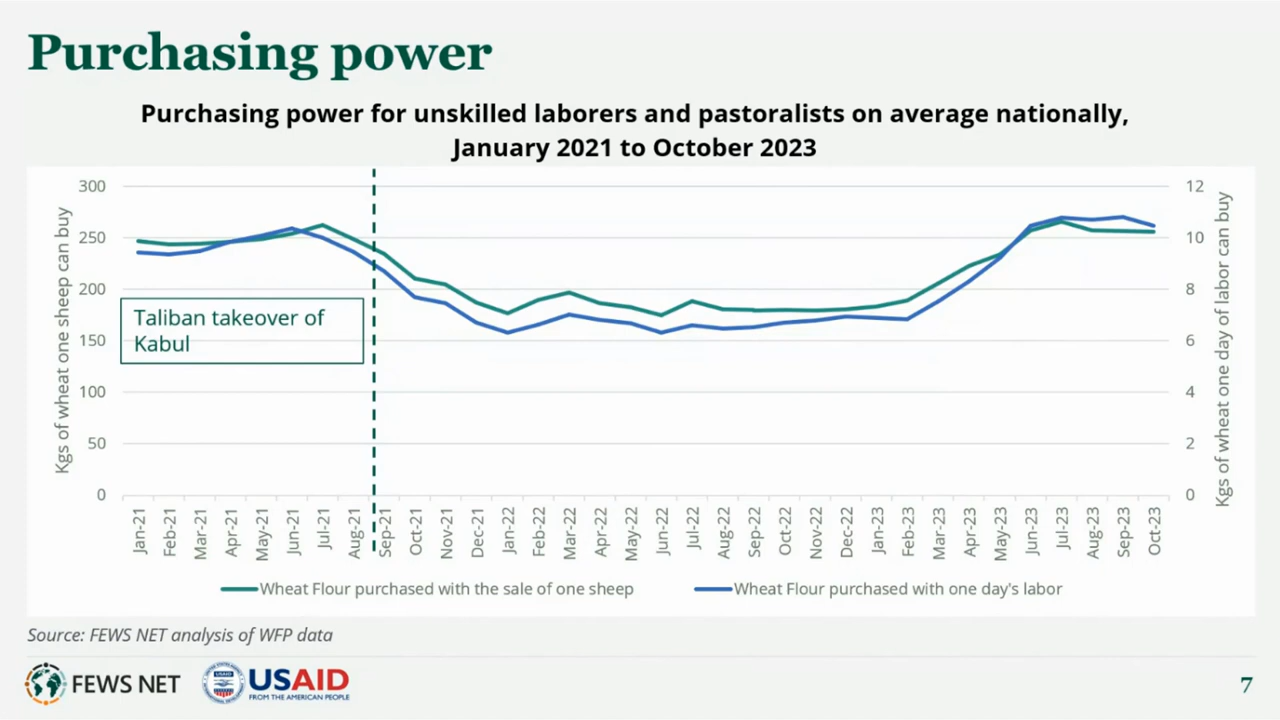 Purchasing power
Purchasing power for unskilled laborers and pastoralists on average nationally,
January 2021 to October 2023
Kgs of wheat one sheep can buy
300
250
200
150
100
50
0
Taliban takeover of
Kabul
12
10
8
6
4
2
0
Kgs of wheat one day of labor can buy
Jan-21
Feb-21
Mar-21
Apr-21
May-21
Jun-21
Jul-21
Aug-21
Sep-21
Oct-21
Nov-21
Dec-21
Jan-22
Feb-22
Mar-22
Apr-22
May-22
Jun-22
Jul-22
Aug-22
Sep-22
Oct-22
Nov-22
Dec-22
Jan-23
Feb-23
Mar-23
Apr-23
May-23
Jun-23
Jul-23
Aug-23
Sep-23
Oct-23
Wheat Flour purchased with the sale of one sheep
Wheat Flour purchased with one day's labor
Source: FEWS NET analysis of WFP data
FEWS NET
USAID
USAID
FROM THE AMERICAN PEOPLE
7